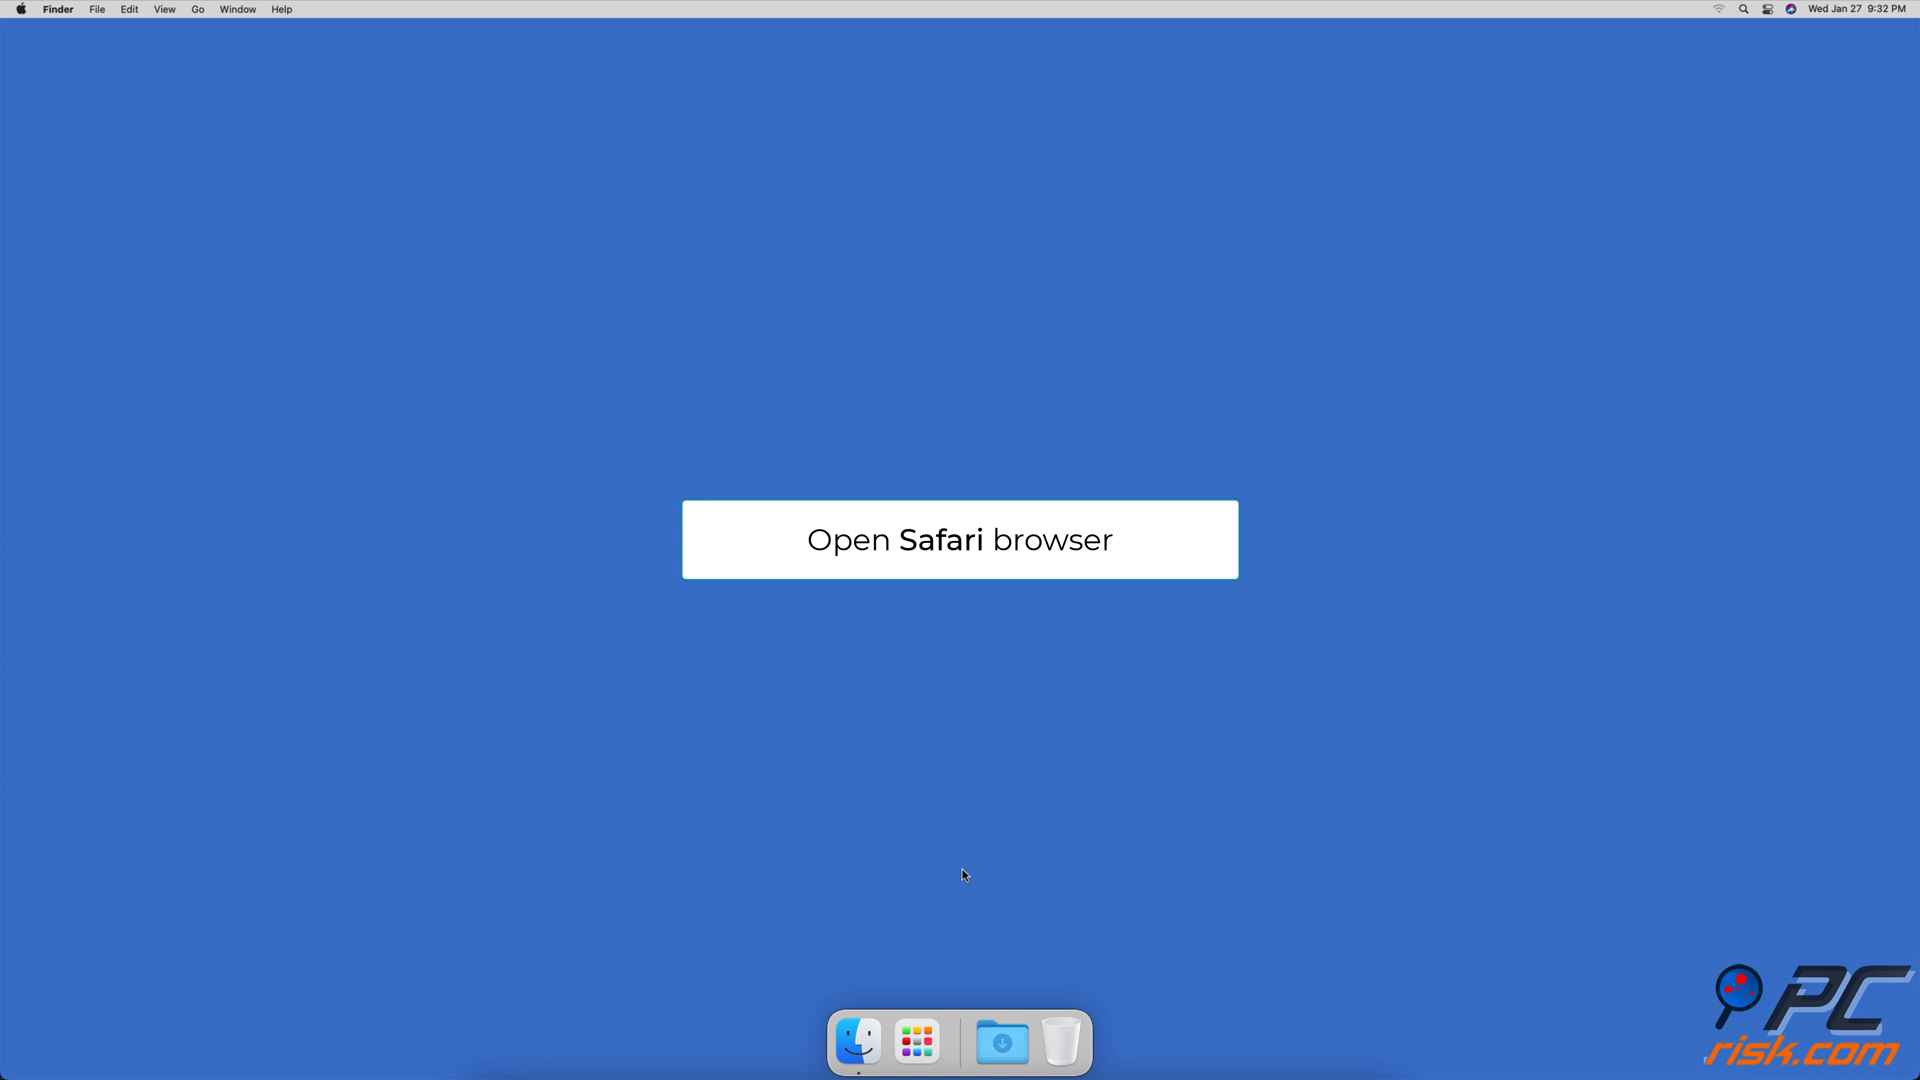 Finder File Edit View Go Window Help Wed Jan 27 9:32 PM
Open Safari browser
PC
risk.com